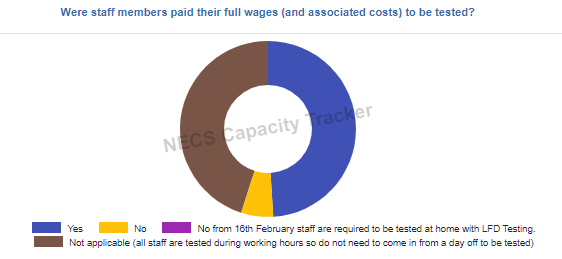 Were staff members paid their full wages (and associated costs) to be tested?
NECS Capacity Tracker
Yes No No from 16th February staff are required to be tested at home with LFD Testing.
Not applicable (all staff are tested during working hours so do not need to come in from a day off to be tested)